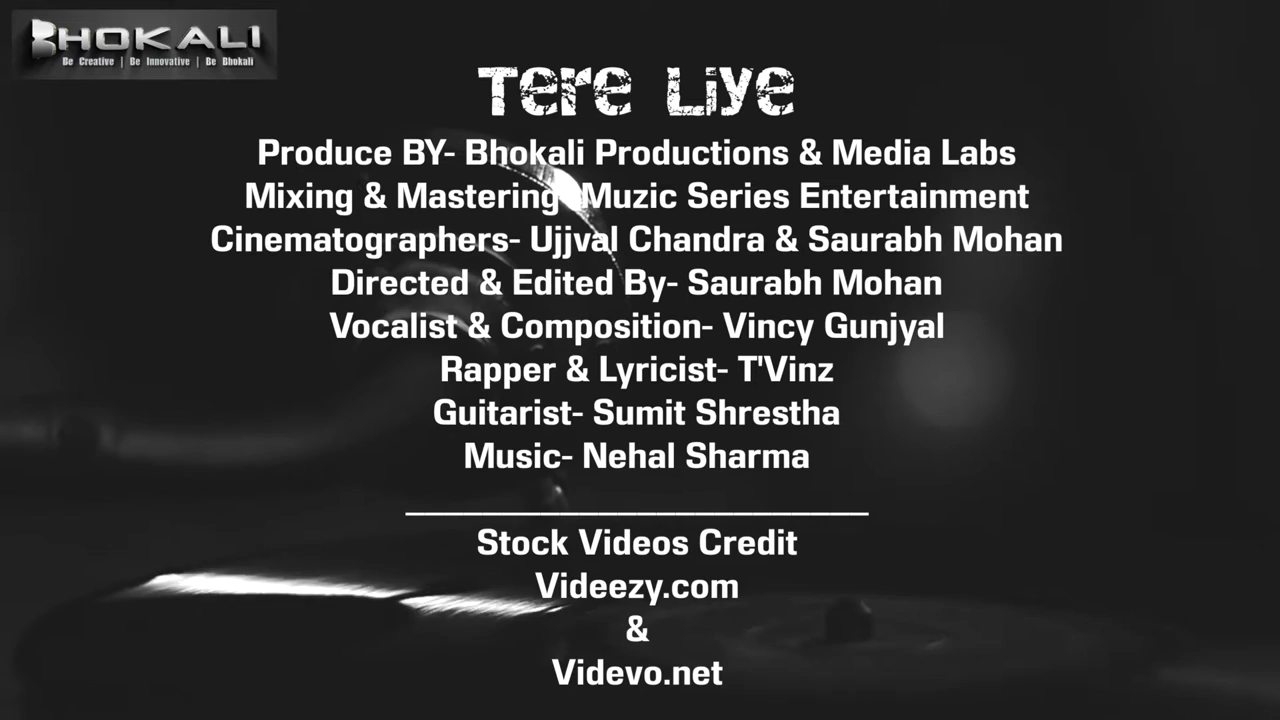 BHOKALI
Be Creative | Be Innovative | Be Bhokali
Tere Liye
Produce BY- Bhokali Productions & Media Labs
Mixing & Mastering- Muzic Series Entertainment
Cinematographers- Ujjval Chandra & Saurabh Mohan
Directed & Edited By- Saurabh Mohan
Vocalist & Composition- Vincy Gunjyal
Rapper & Lyricist- T'Vinz
Guitarist- Sumit Shrestha
Music- Nehal Sharma
Stock Videos Credit
Videezy.com
&
Videvo.net